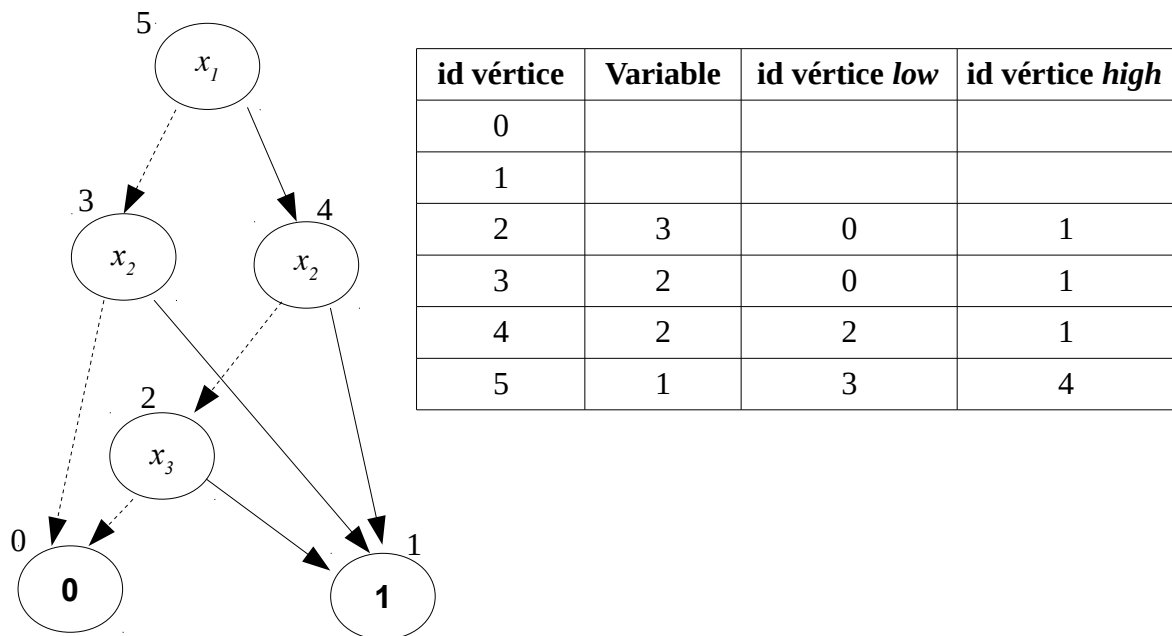 5
x1
3
4
x2
x2
2
x3
0
1
0
1
id vértice Variable id vértice low id vértice high
0
1
2 3 0 1
3 2 0 1
4 2 2 1
5 1 3 4